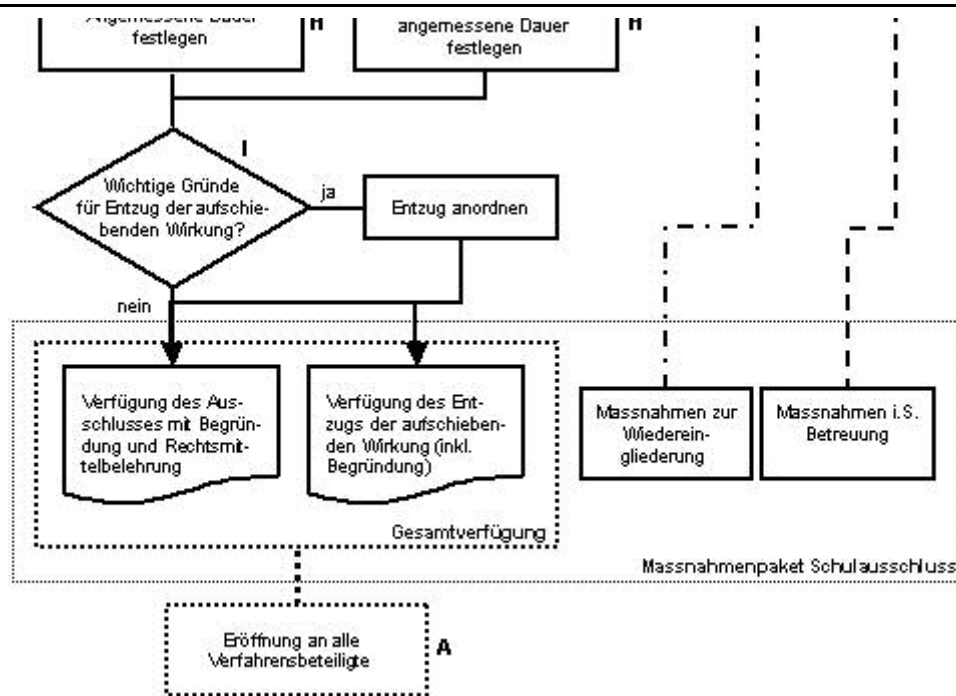 Angemessene Dauer
festlegen
H
angemessene Dauer
festlegen
H
I
Wichtige Gründe
für Entzug der aufschie-
benden Wirkung?
ja
Entzug anordnen
nein
Verfügung des Aus-
schlusses mit Begrün-
dung und Rechtsmit-
telbelehrung
Verfügung des Ent-
zugs der aufschieben-
den Wirkung (inkl.
Begründung)
Gesamtverfügung
Massnahmen zur
Wiederein-
gliederung
Massnahmen i.S.
Betreuung
Massnahmenpaket Schulausschluss
Eröffnung an alle
Verfahrensbeteiligte
A